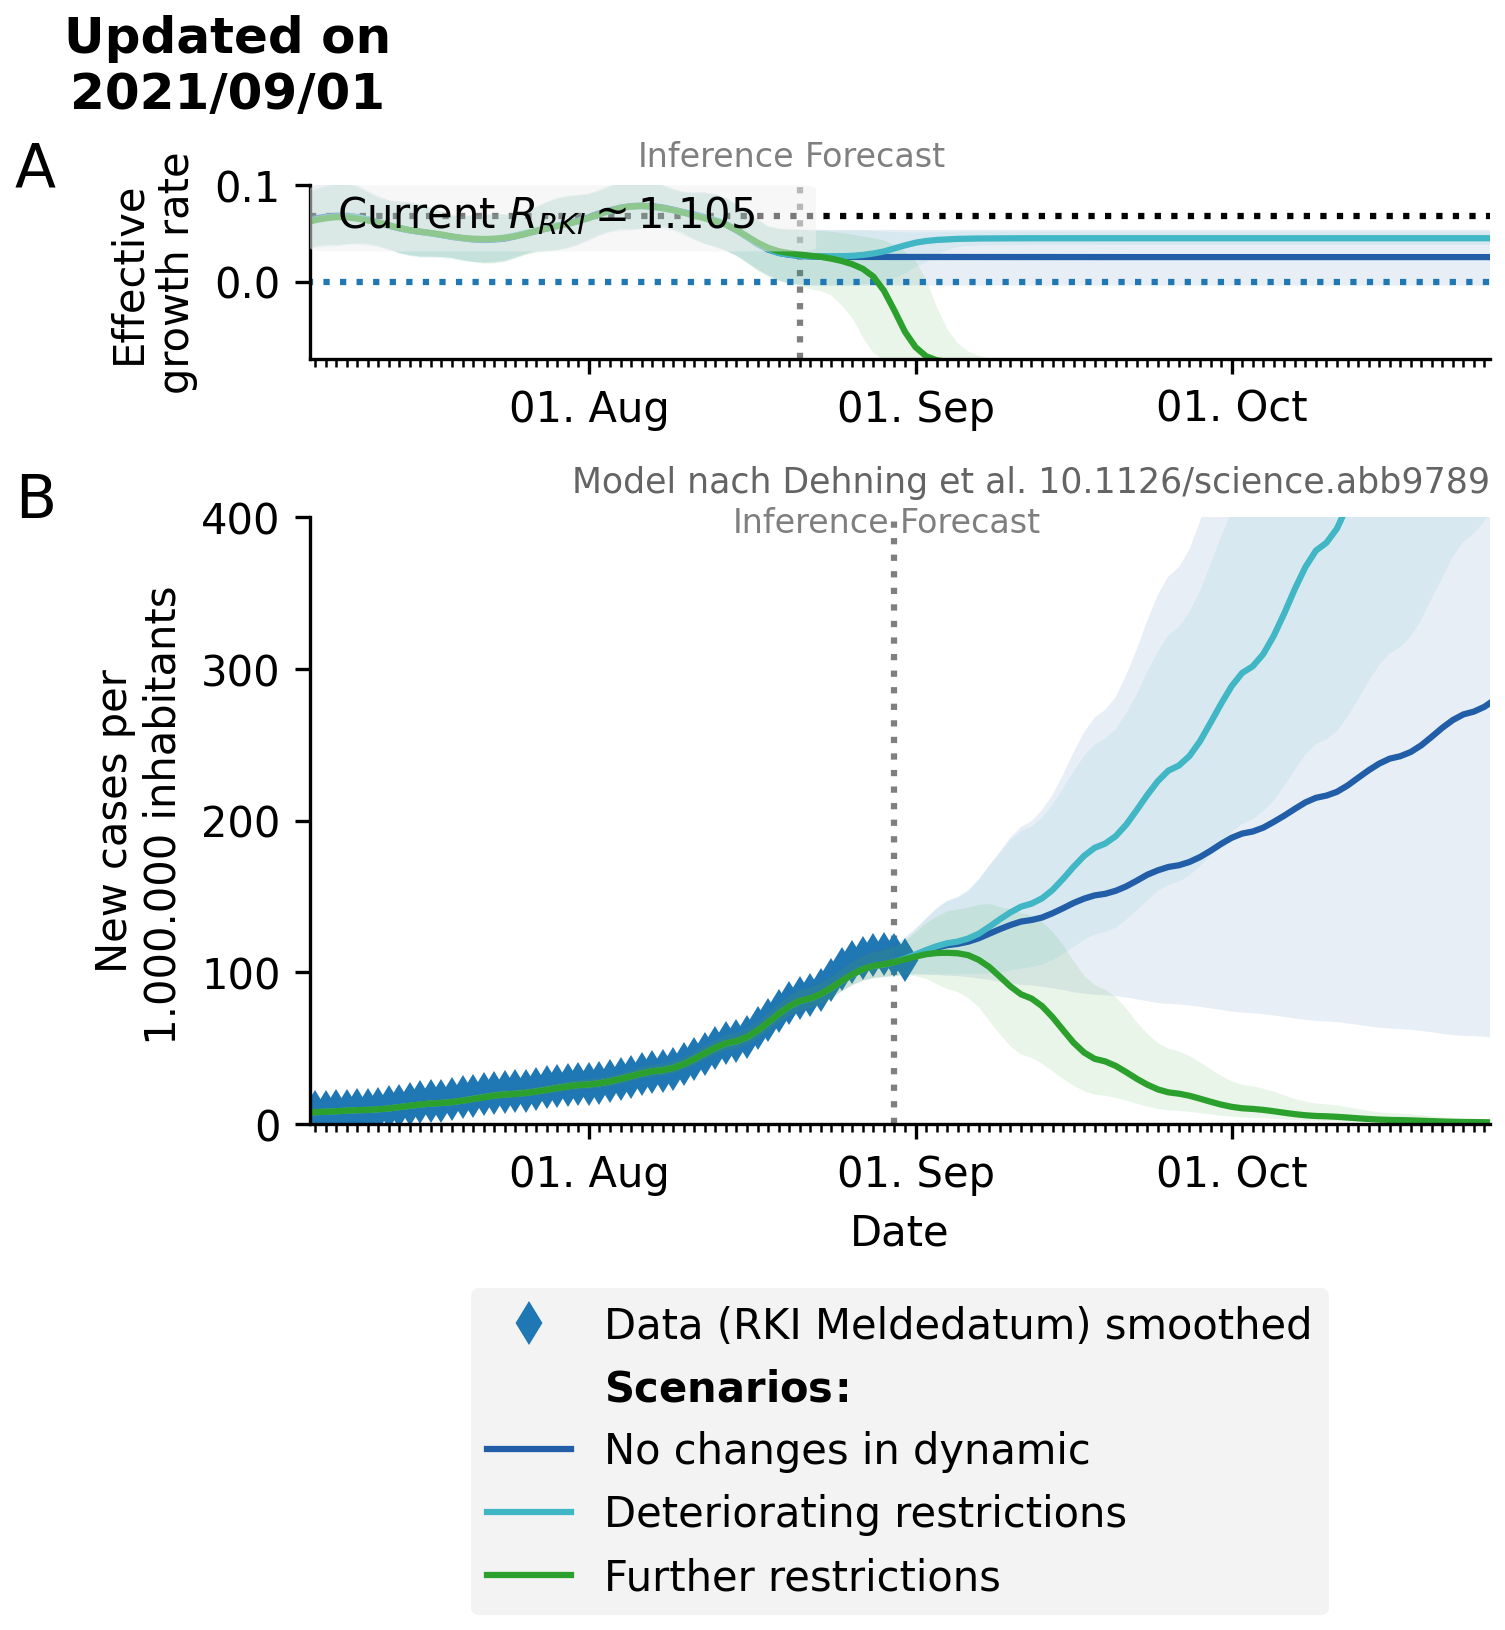 Updated on
2021/09/01
A
Inference Forecast
Effective
growth rate
0.1
0.0
Current R_RKI ≃ 1.105
01. Aug
01. Sep
01. Oct
B
Model nach Dehning et al. 10.1126/science.abb9789
Inference Forecast
New cases per
1.000.000 inhabitants
400
300
200
100
0
01. Aug
01. Sep
01. Oct
Date
Data (RKI Meldedatum) smoothed
Scenarios:
No changes in dynamic
Deteriorating restrictions
Further restrictions